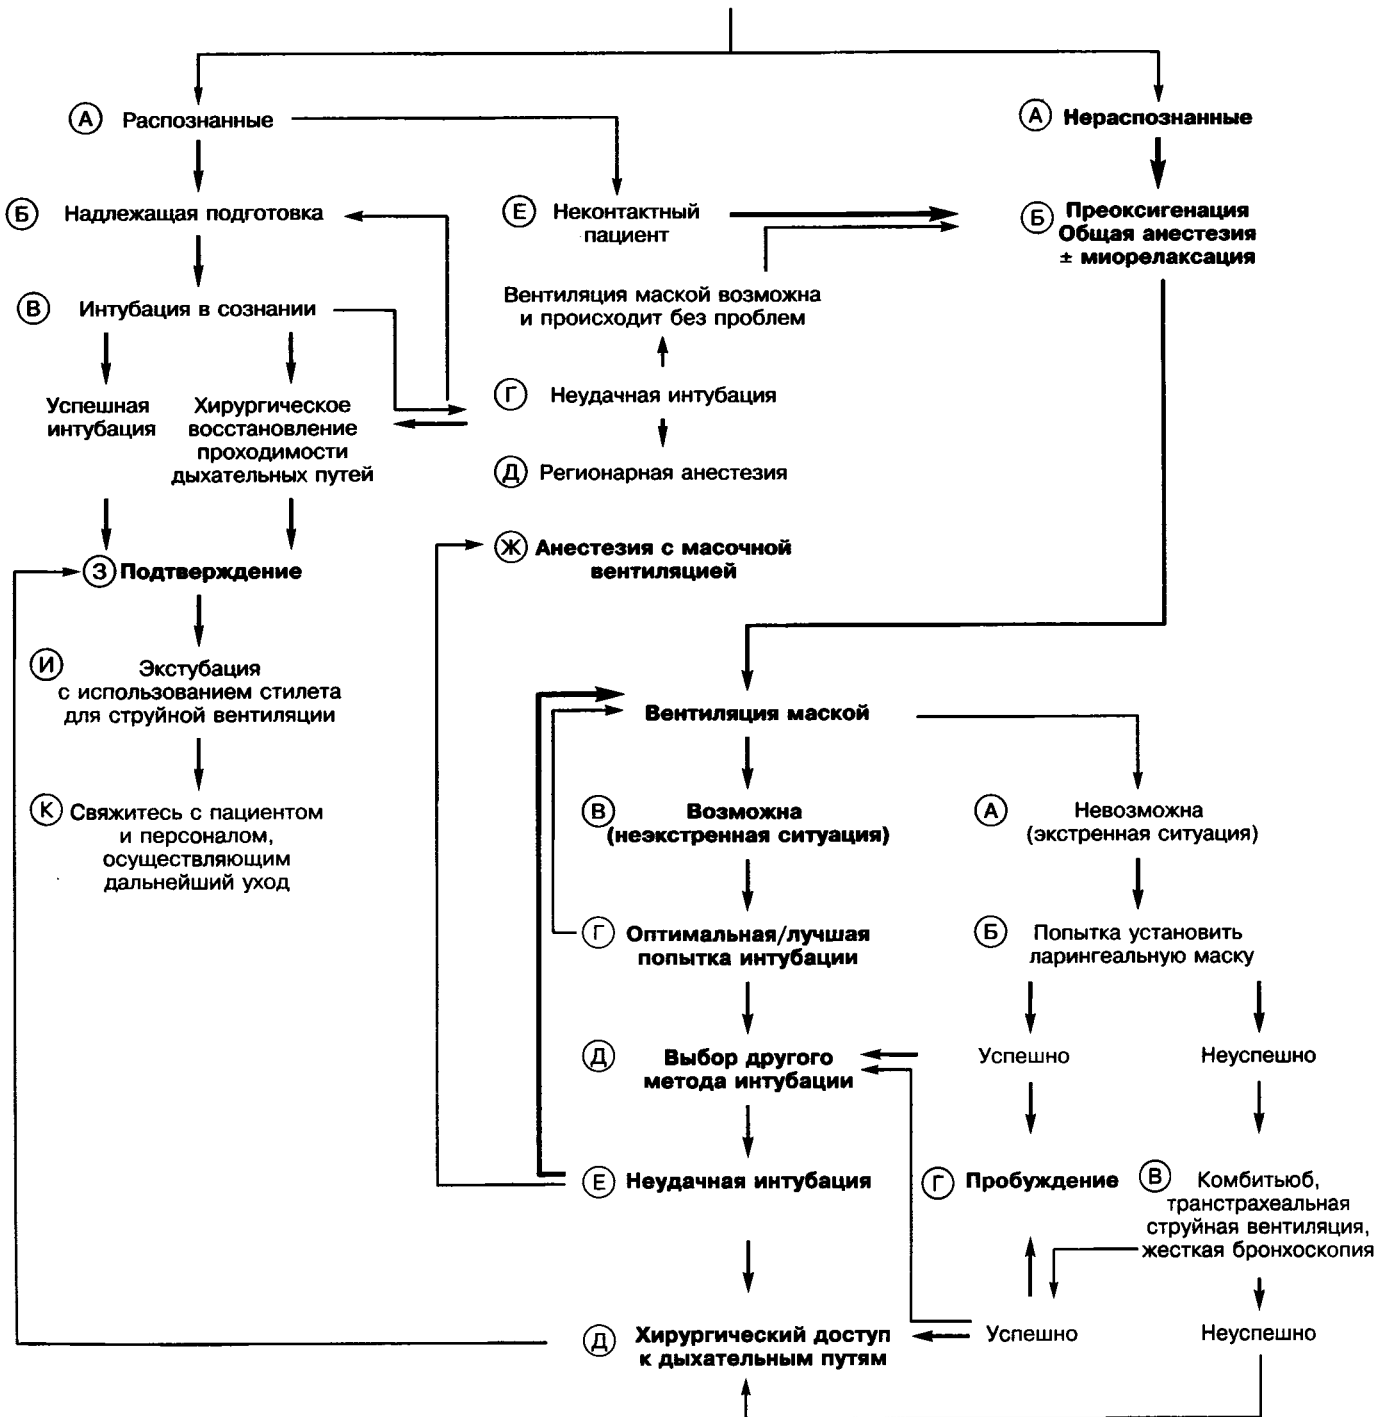 А Распознанные
А Нераспознанные
Б Надлежащая подготовка
Е Неконтактный
пациент
Б Преоксигенация
Общая анестезия
± миорелаксация
В Интубация в сознании
Вентиляция маской возможна
и происходит без проблем
Успешная
интубация
Хирургическое
восстановление
проходимости
дыхательных путей
Г Неудачная интубация
Д Регионарная анестезия
Ж Анестезия с масочной
вентиляцией
З Подтверждение
И Экстубация
с использованием стилета
для струйной вентиляции
Вентиляция маской
К Свяжитесь с пациентом
и персоналом,
осуществляющим
дальнейший уход
В Возможна
(неэкстренная ситуация)
А Невозможна
(экстренная ситуация)
Г Оптимальная/лучшая
попытка интубации
Б Попытка установить
ларингеальную маску
Д Выбор другого
метода интубации
Успешно
Неуспешно
Е Неудачная интубация
Г Пробуждение
В Комбитьюб,
транстрахеальная
струйная вентиляция,
жесткая бронхоскопия
Д Хирургический доступ
к дыхательным путям
Успешно
Неуспешно